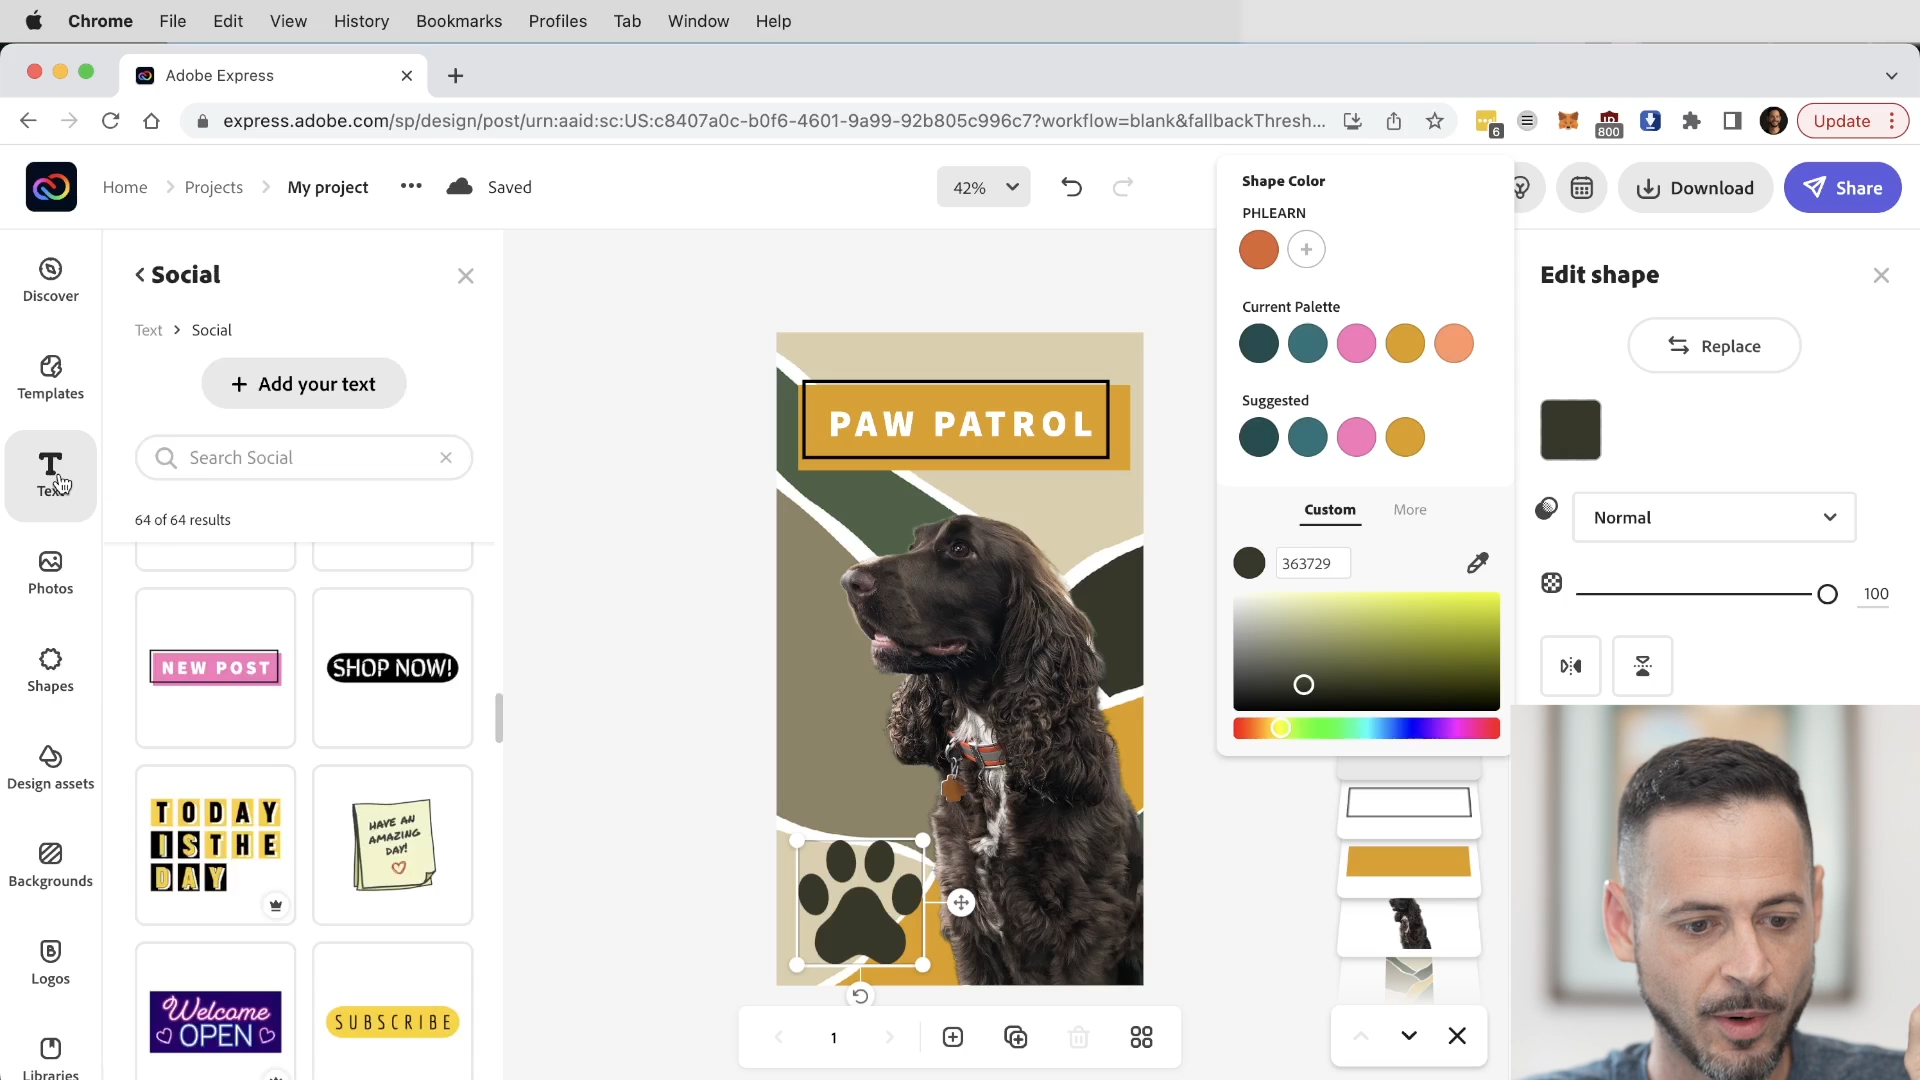 Chrome File Edit View History Bookmarks Profiles Tab Window Help
Adobe Express
express.adobe.com/sp/design/post/urn:aaid:sc:US:c8407a0c-b0f6-4601-9a99-92b805c996c7?workflow=blank&fallbackThresh...
6
800
Update
Home Projects My project Saved
42%
Download
Share
Discover
Templates
Text
Photos
Shapes
Design assets
Backgrounds
Logos
Libraries
Social
Text > Social
+ Add your text
Search Social
64 of 64 results
NEW POST
SHOP NOW!
TODAY
IS THE
DAY
HAVE AN
AMAZING
DAY!
Welcome
OPEN
SUBSCRIBE
PAW PATROL
1
Shape Color
PHLEARN
Current Palette
Suggested
Custom More
363729
Edit shape
Replace
Normal
100